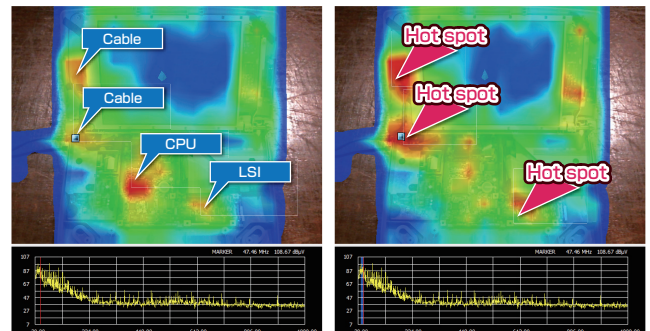 Cable
Cable
CPU
LSI
Hot spot
Hot spot
Hot spot
MARKER 47.46 MHz 108.67 dBµV
107
87
67
47
27
7
MARKER 47.46 MHz 108.67 dBµV
107
87
67
47
27
7